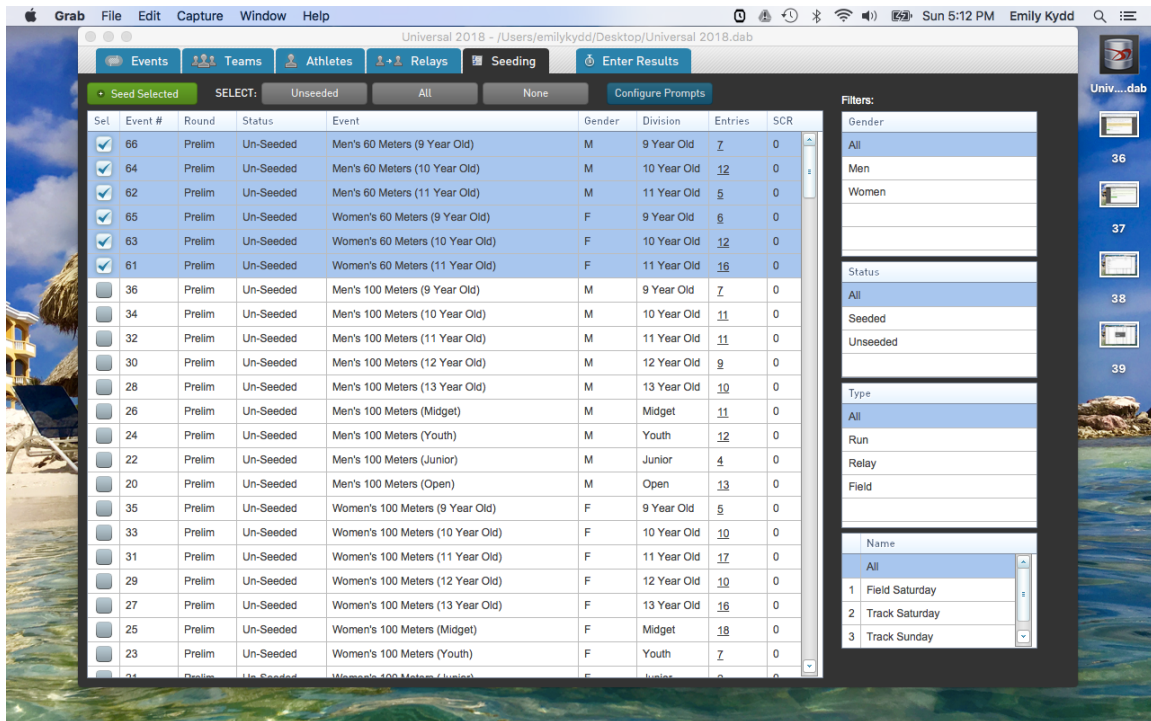 Grab File Edit Capture Window Help Sun 5:12 PM Emily Kydd
Universal 2018 - /Users/emilykydd/Desktop/Universal 2018.dab
Events Teams Athletes Relays Seeding Enter Results
Seed Selected SELECT: Unseeded All None Configure Prompts
Sel Event # Round Status Event Gender Division Entries SCR
66 Prelim Un-Seeded Men's 60 Meters (9 Year Old) M 9 Year Old 7 0
64 Prelim Un-Seeded Men's 60 Meters (10 Year Old) M 10 Year Old 12 0
62 Prelim Un-Seeded Men's 60 Meters (11 Year Old) M 11 Year Old 5 0
65 Prelim Un-Seeded Women's 60 Meters (9 Year Old) F 9 Year Old 6 0
63 Prelim Un-Seeded Women's 60 Meters (10 Year Old) F 10 Year Old 12 0
61 Prelim Un-Seeded Women's 60 Meters (11 Year Old) F 11 Year Old 16 0
36 Prelim Un-Seeded Men's 100 Meters (9 Year Old) M 9 Year Old 7 0
34 Prelim Un-Seeded Men's 100 Meters (10 Year Old) M 10 Year Old 11 0
32 Prelim Un-Seeded Men's 100 Meters (11 Year Old) M 11 Year Old 11 0
30 Prelim Un-Seeded Men's 100 Meters (12 Year Old) M 12 Year Old 9 0
28 Prelim Un-Seeded Men's 100 Meters (13 Year Old) M 13 Year Old 10 0
26 Prelim Un-Seeded Men's 100 Meters (Midget) M Midget 11 0
24 Prelim Un-Seeded Men's 100 Meters (Youth) M Youth 12 0
22 Prelim Un-Seeded Men's 100 Meters (Junior) M Junior 4 0
20 Prelim Un-Seeded Men's 100 Meters (Open) M Open 13 0
35 Prelim Un-Seeded Women's 100 Meters (9 Year Old) F 9 Year Old 5 0
33 Prelim Un-Seeded Women's 100 Meters (10 Year Old) F 10 Year Old 10 0
31 Prelim Un-Seeded Women's 100 Meters (11 Year Old) F 11 Year Old 17 0
29 Prelim Un-Seeded Women's 100 Meters (12 Year Old) F 12 Year Old 10 0
27 Prelim Un-Seeded Women's 100 Meters (13 Year Old) F 13 Year Old 16 0
25 Prelim Un-Seeded Women's 100 Meters (Midget) F Midget 18 0
23 Prelim Un-Seeded Women's 100 Meters (Youth) F Youth 7 0
21 Prelim Un-Seeded Women's 100 Meters (Junior) F Junior
Filters:
Gender
All
Men
Women
Status
All
Seeded
Unseeded
Type
All
Run
Relay
Field
Name
All
1 Field Saturday
2 Track Saturday
3 Track Sunday
Univ....dab
36
37
38
39